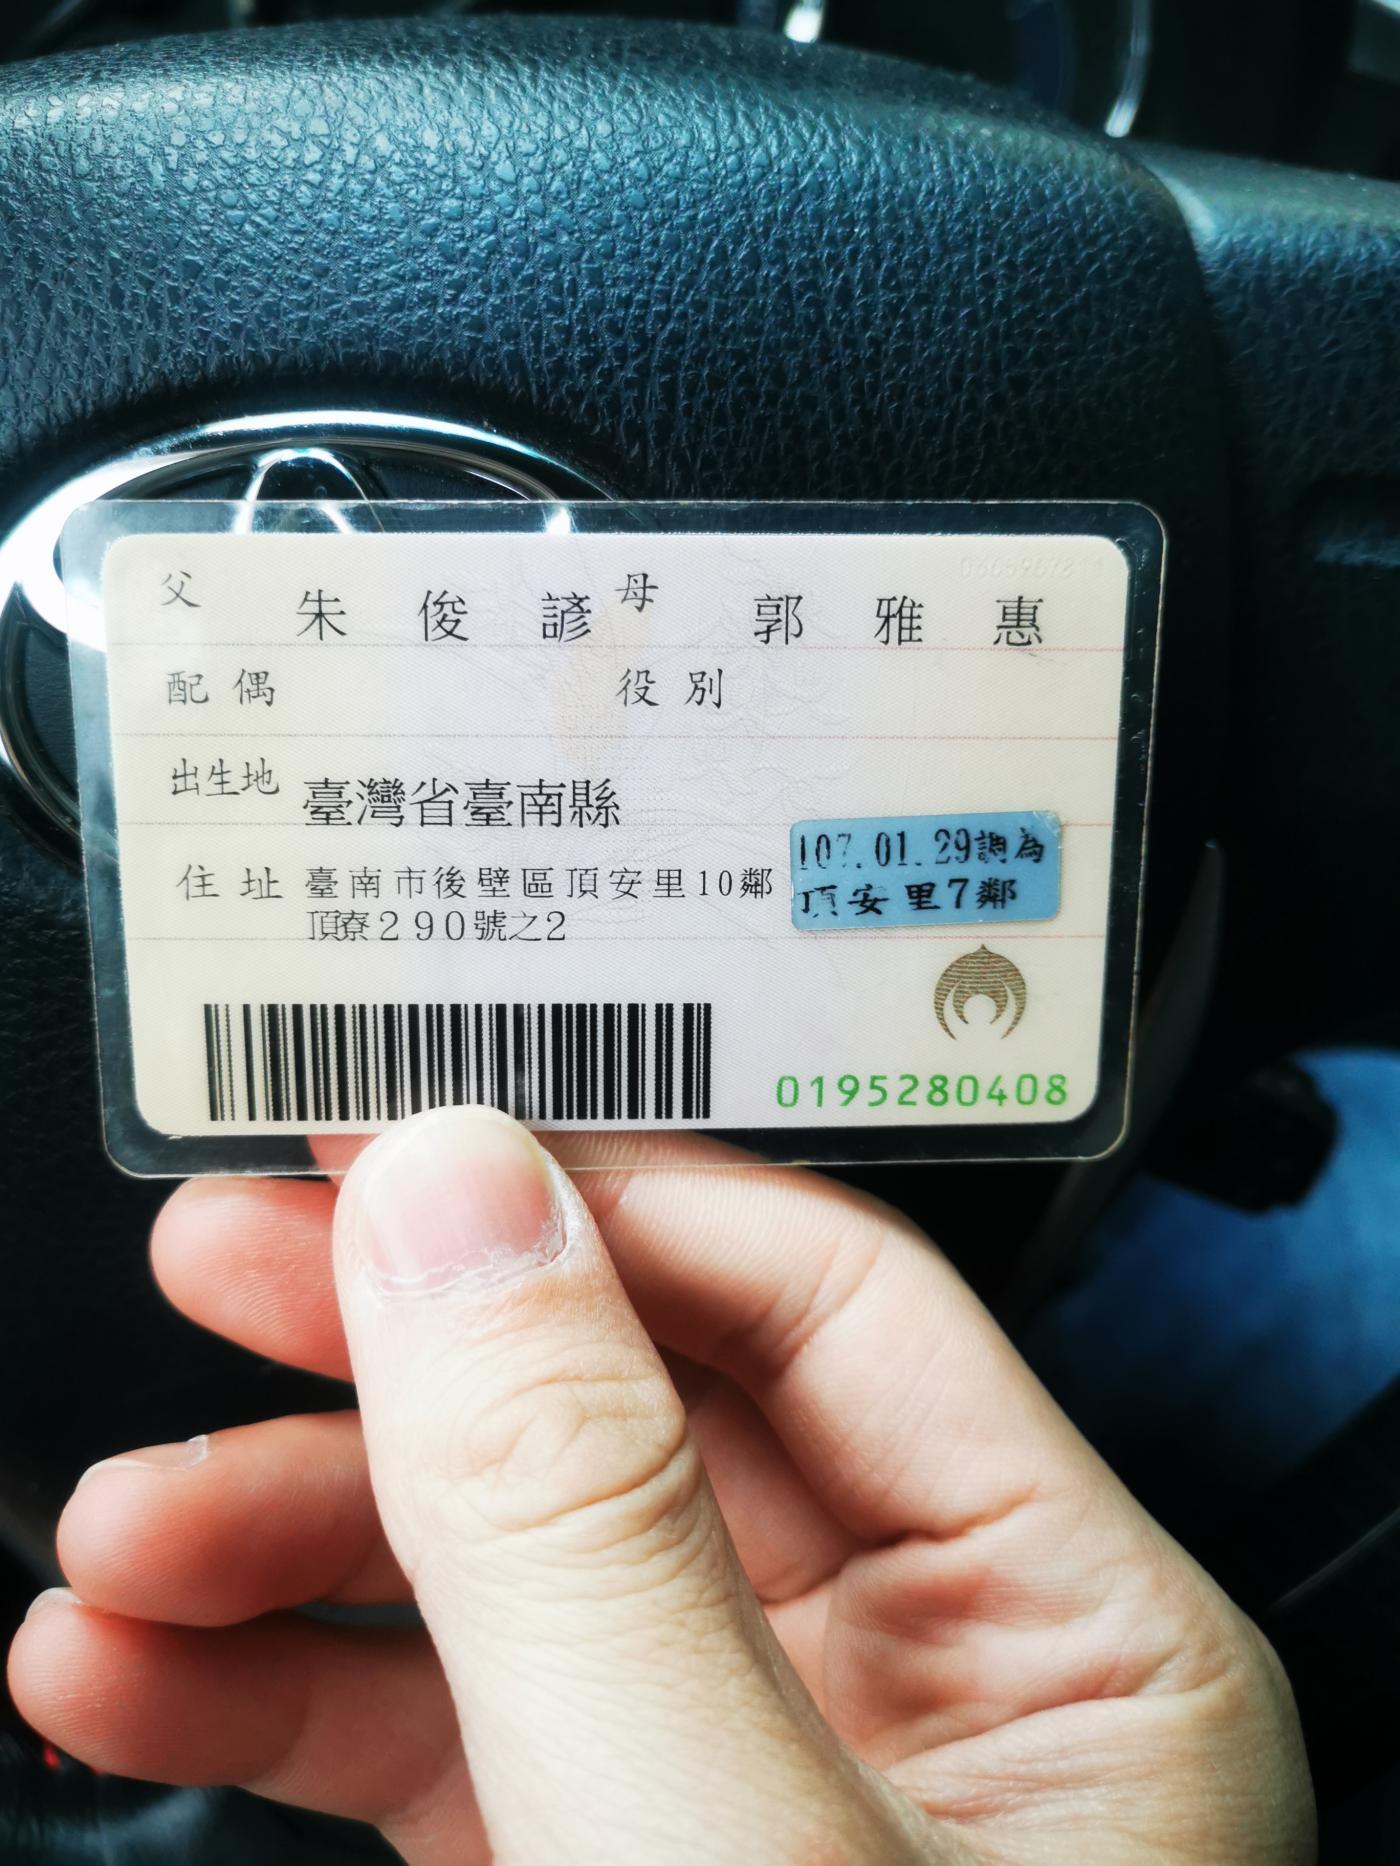 父 朱俊諺 母 郭雅惠
配偶 役別
出生地 臺灣省臺南縣
住址 臺南市後壁區頂安里10鄰
頂寮290號之2
107.01.29調為
頂安里7鄰
0195280408